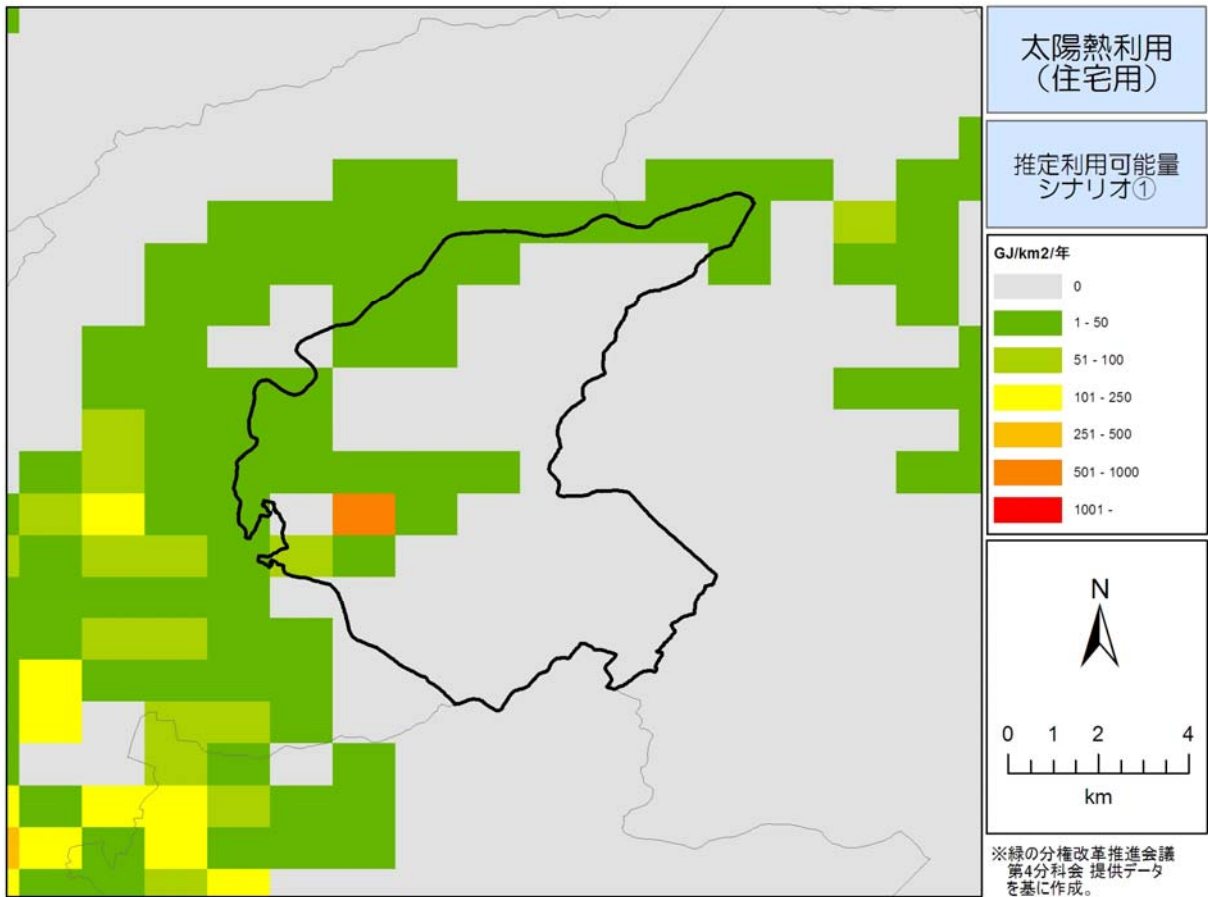 太陽熱利用
（住宅用）
推定利用可能量
シナリオ①
GJ/km2/年
0
1 - 50
51 - 100
101 - 250
251 - 500
501 - 1000
1001 -
N
0 1 2 4
km
※緑の分権改革推進会議
第4分科会 提供データ
を基に作成。